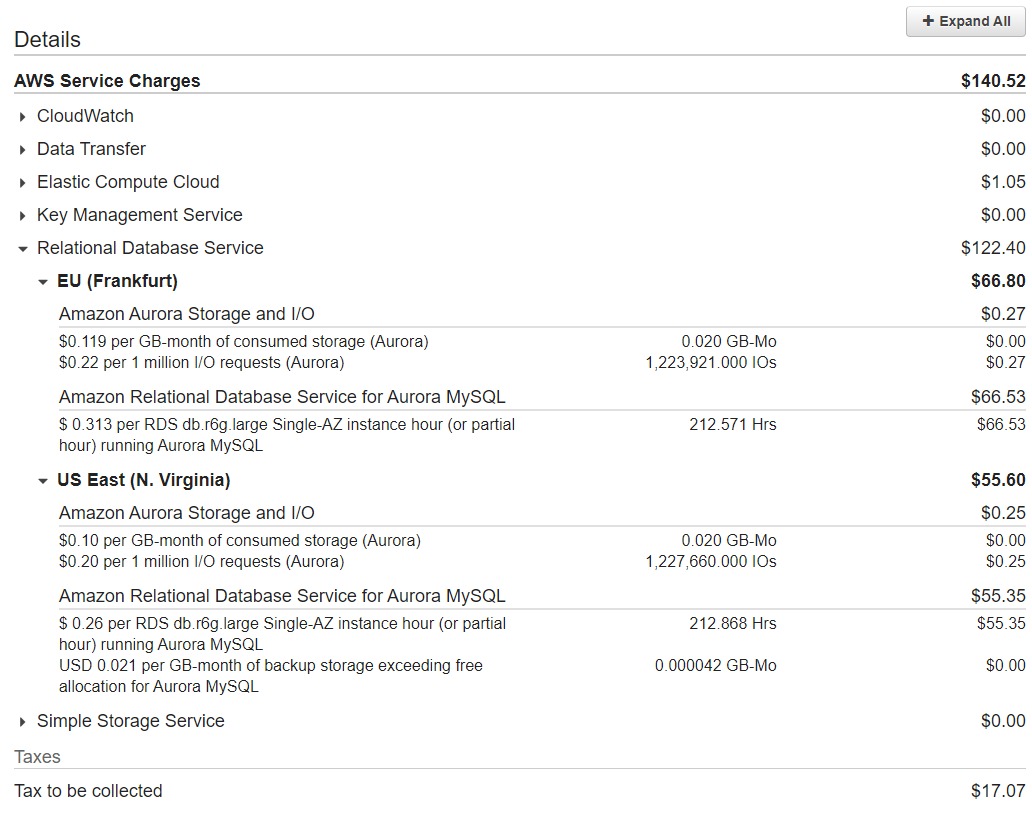 + Expand All
Details
AWS Service Charges $140.52
CloudWatch $0.00
Data Transfer $0.00
Elastic Compute Cloud $1.05
Key Management Service $0.00
Relational Database Service $122.40
EU (Frankfurt) $66.80
Amazon Aurora Storage and I/O $0.27
$0.119 per GB-month of consumed storage (Aurora) 0.020 GB-Mo $0.00
$0.22 per 1 million I/O requests (Aurora) 1,223,921.000 IOs $0.27
Amazon Relational Database Service for Aurora MySQL $66.53
$ 0.313 per RDS db.r6g.large Single-AZ instance hour (or partial 212.571 Hrs $66.53
hour) running Aurora MySQL
US East (N. Virginia) $55.60
Amazon Aurora Storage and I/O $0.25
$0.10 per GB-month of consumed storage (Aurora) 0.020 GB-Mo $0.00
$0.20 per 1 million I/O requests (Aurora) 1,227,660.000 IOs $0.25
Amazon Relational Database Service for Aurora MySQL $55.35
$ 0.26 per RDS db.r6g.large Single-AZ instance hour (or partial 212.868 Hrs $55.35
hour) running Aurora MySQL
USD 0.021 per GB-month of backup storage exceeding free 0.000042 GB-Mo $0.00
allocation for Aurora MySQL
Simple Storage Service $0.00
Taxes
Tax to be collected $17.07